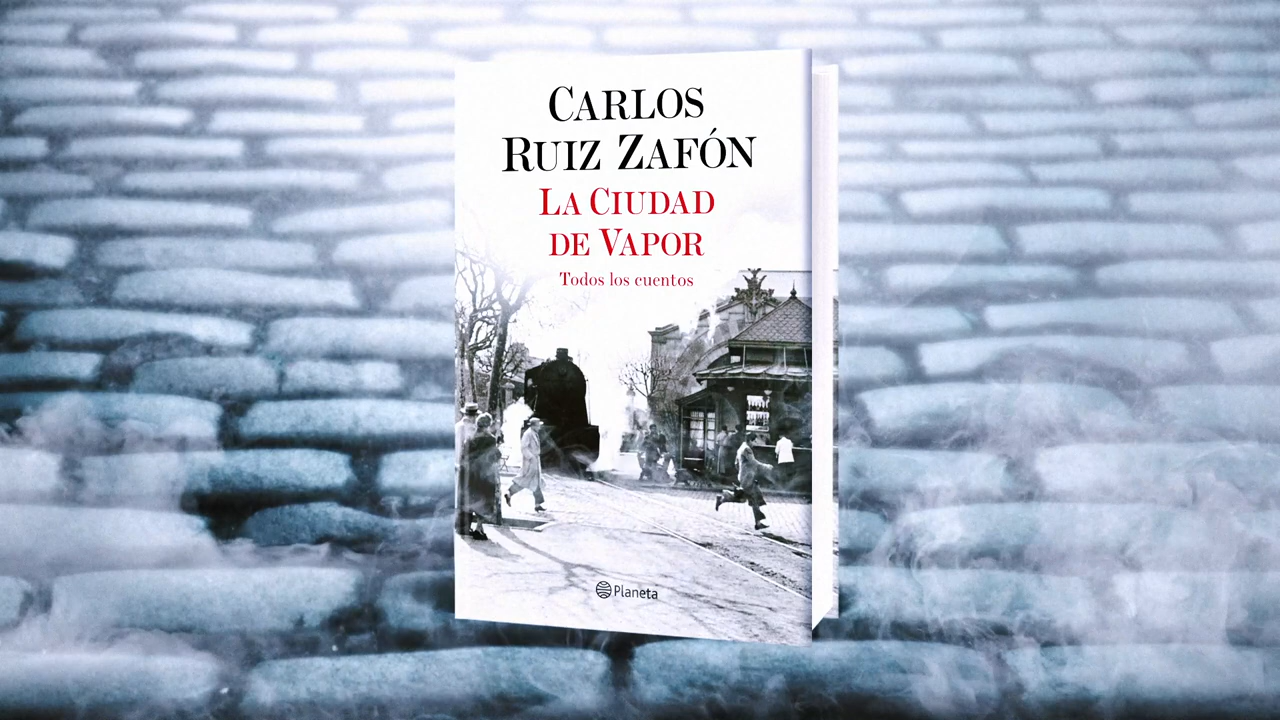 CARLOS
RUIZ ZAFÓN
LA CIUDAD
DE VAPOR
Todos los cuentos
Planeta